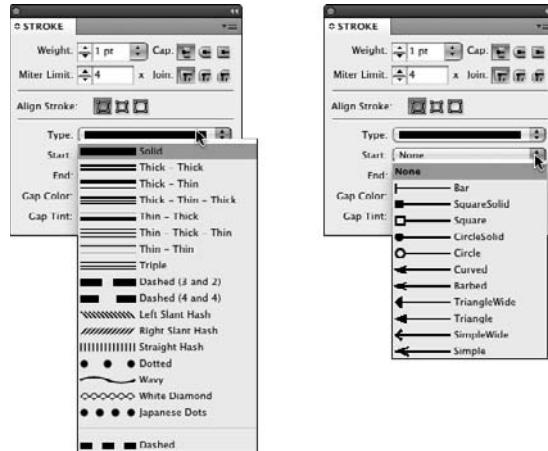 STROKE
Weight: 1 pt Cap:
Miter Limit: 4 x Join:
Align Stroke:
Type:
Start:
End:
Gap Color:
Gap Tint:
Solid
Thick - Thick
Thick - Thin
Thick - Thin - Thick
Thin - Thick
Thin - Thick - Thin
Thin - Thin
Triple
Dashed (3 and 2)
Dashed (4 and 4)
Left Slant Hash
Right Slant Hash
Straight Hash
Dotted
Wavy
White Diamond
Japanese Dots
Dashed
STROKE
Weight: 1 pt Cap:
Miter Limit: 4 x Join:
Align Stroke:
Type:
Start: None
End:
Gap Color:
Gap Tint:
None
Bar
SquareSolid
Square
CircleSolid
Circle
Curved
Barbed
TriangleWide
Triangle
SimpleWide
Simple